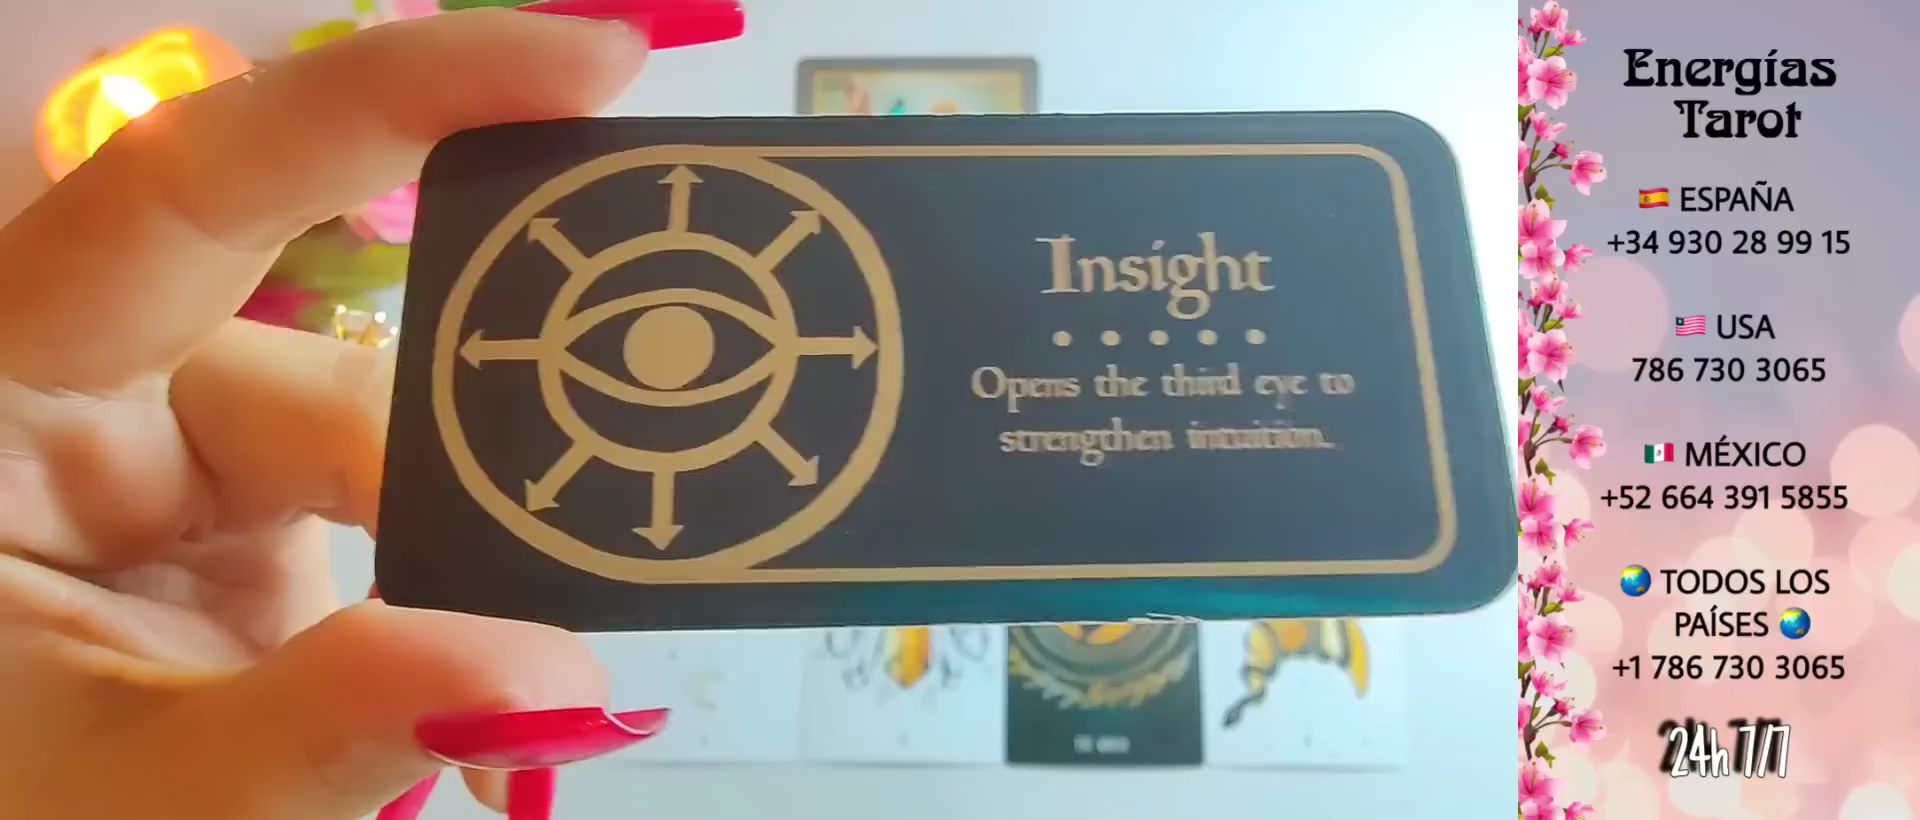 Insight
Opens the third eye to
strengthen intuition.
Energías
Tarot
ESPAÑA
+34 930 28 99 15
USA
786 730 3065
MÉXICO
+52 664 391 5855
TODOS LOS
PAÍSES
+1 786 730 3065
24h 7/7